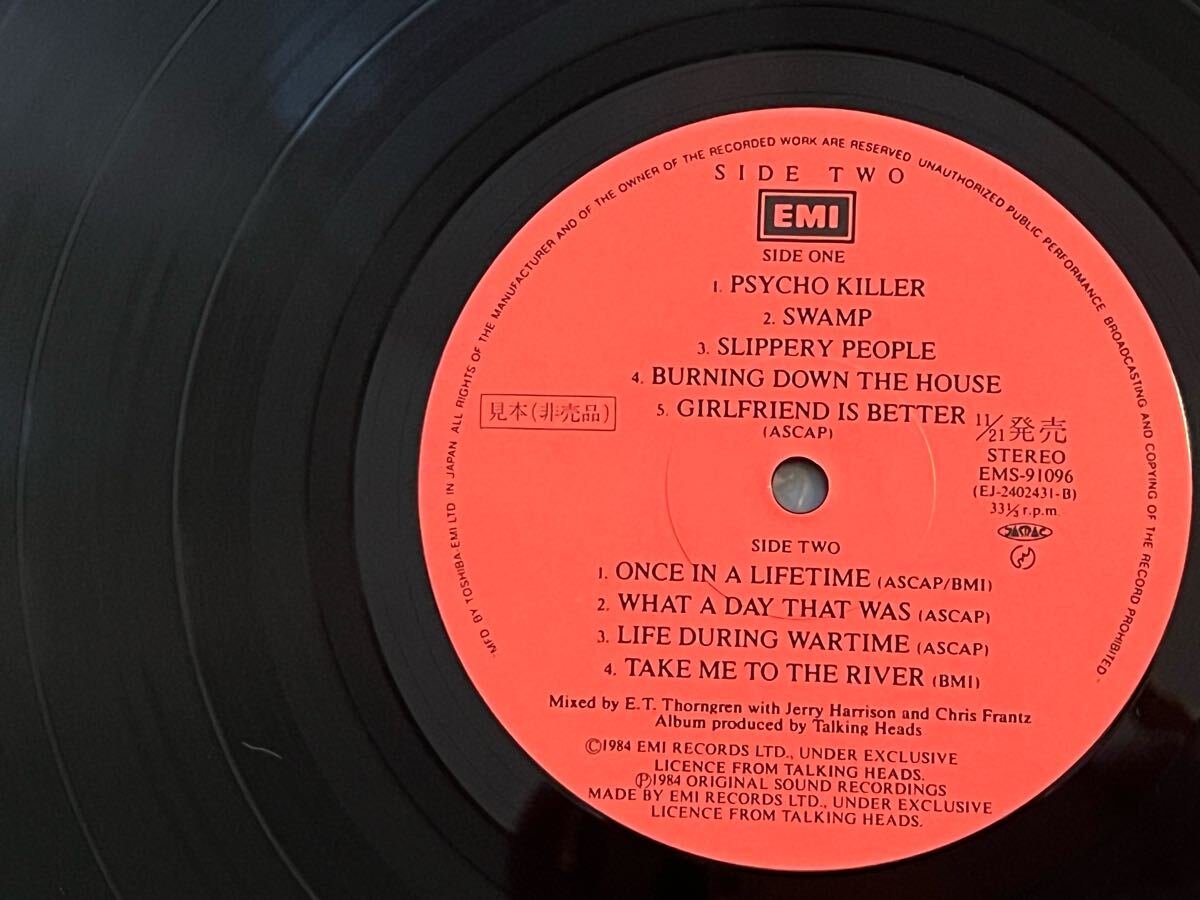 "MFD BY TOSHIBA-EMI LTD IN JAPAN ALL RIGHTS OF THE MANUFACTURER AND OF THE OWNER OF THE RECORDED WORK ARE RESERVED UNAUTHORIZED PUBLIC PERFORMANCE BROADCASTING AND COPYING OF THE RECORD PROHIBITED"
SIDE TWO
EMI
SIDE ONE
1. PSYCHO KILLER
2. SWAMP
3. SLIPPERY PEOPLE
4. BURNING DOWN THE HOUSE
5. GIRLFRIEND IS BETTER
(ASCAP)
見本(非売品)
11/21発売
STEREO
EMS-91096
(EJ-2402431-B)
33⅓ r.p.m.
JASRAC
SIDE TWO
1. ONCE IN A LIFETIME (ASCAP/BMI)
2. WHAT A DAY THAT WAS (ASCAP)
3. LIFE DURING WARTIME (ASCAP)
4. TAKE ME TO THE RIVER (BMI)
Mixed by E.T. Thorngren with Jerry Harrison and Chris Frantz
Album produced by Talking Heads
©1984 EMI RECORDS LTD., UNDER EXCLUSIVE
LICENCE FROM TALKING HEADS.
℗1984 ORIGINAL SOUND RECORDINGS
MADE BY EMI RECORDS LTD., UNDER EXCLUSIVE
LICENCE FROM TALKING HEADS.